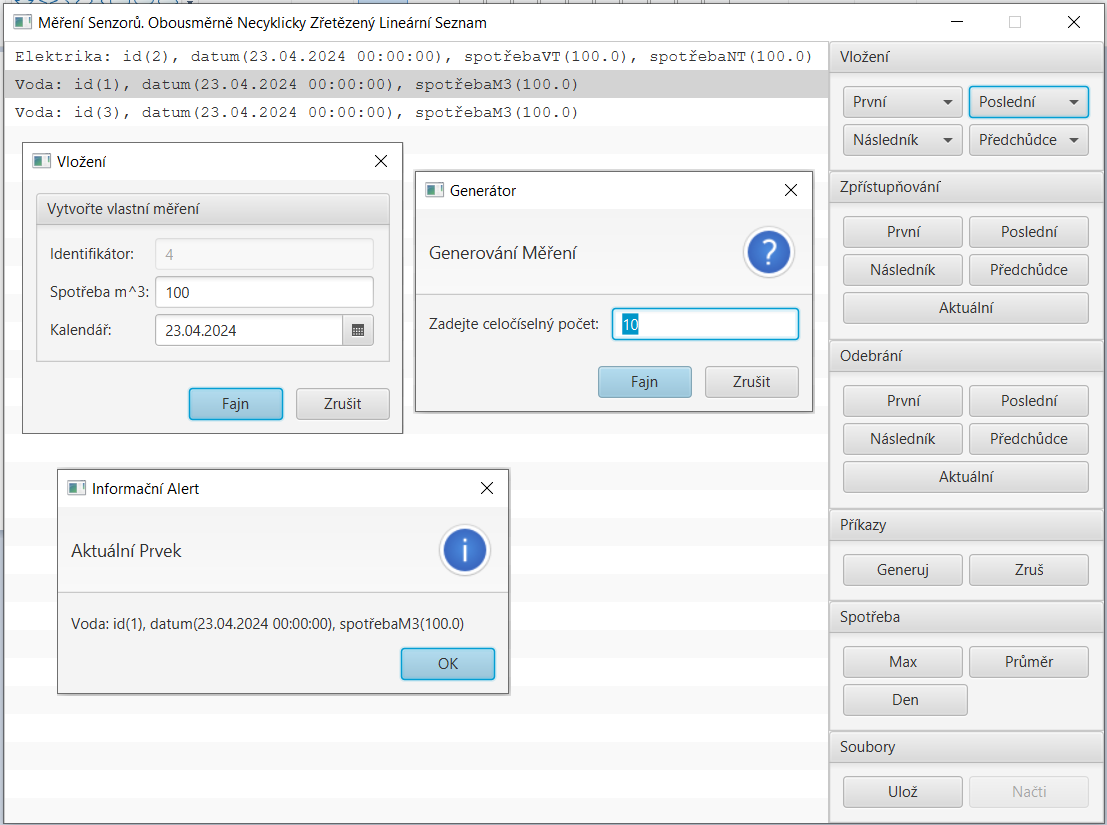 Měření Senzorů. Obousměrně Necyklicky Zřetězený Lineární Seznam
Elektrika: id(2), datum(23.04.2024 00:00:00), spotřebaVT(100.0), spotřebaNT(100.0)
Voda: id(1), datum(23.04.2024 00:00:00), spotřebaM3(100.0)
Voda: id(3), datum(23.04.2024 00:00:00), spotřebaM3(100.0)
Vložení
Vytvořte vlastní měření
Identifikátor: 4
Spotřeba m^3: 100
Kalendář: 23.04.2024
Fajn Zrušit
Generátor
Generování Měření
?
Zadejte celočíselný počet: 10
Fajn Zrušit
Informační Alert
Aktuální Prvek
i
Voda: id(1), datum(23.04.2024 00:00:00), spotřebaM3(100.0)
OK
Vložení
První Poslední
Následník Předchůdce
Zpřístupňování
První Poslední
Následník Předchůdce
Aktuální
Odebrání
První Poslední
Následník Předchůdce
Aktuální
Příkazy
Generuj Zruš
Spotřeba
Max Průměr
Den
Soubory
Ulož Načti